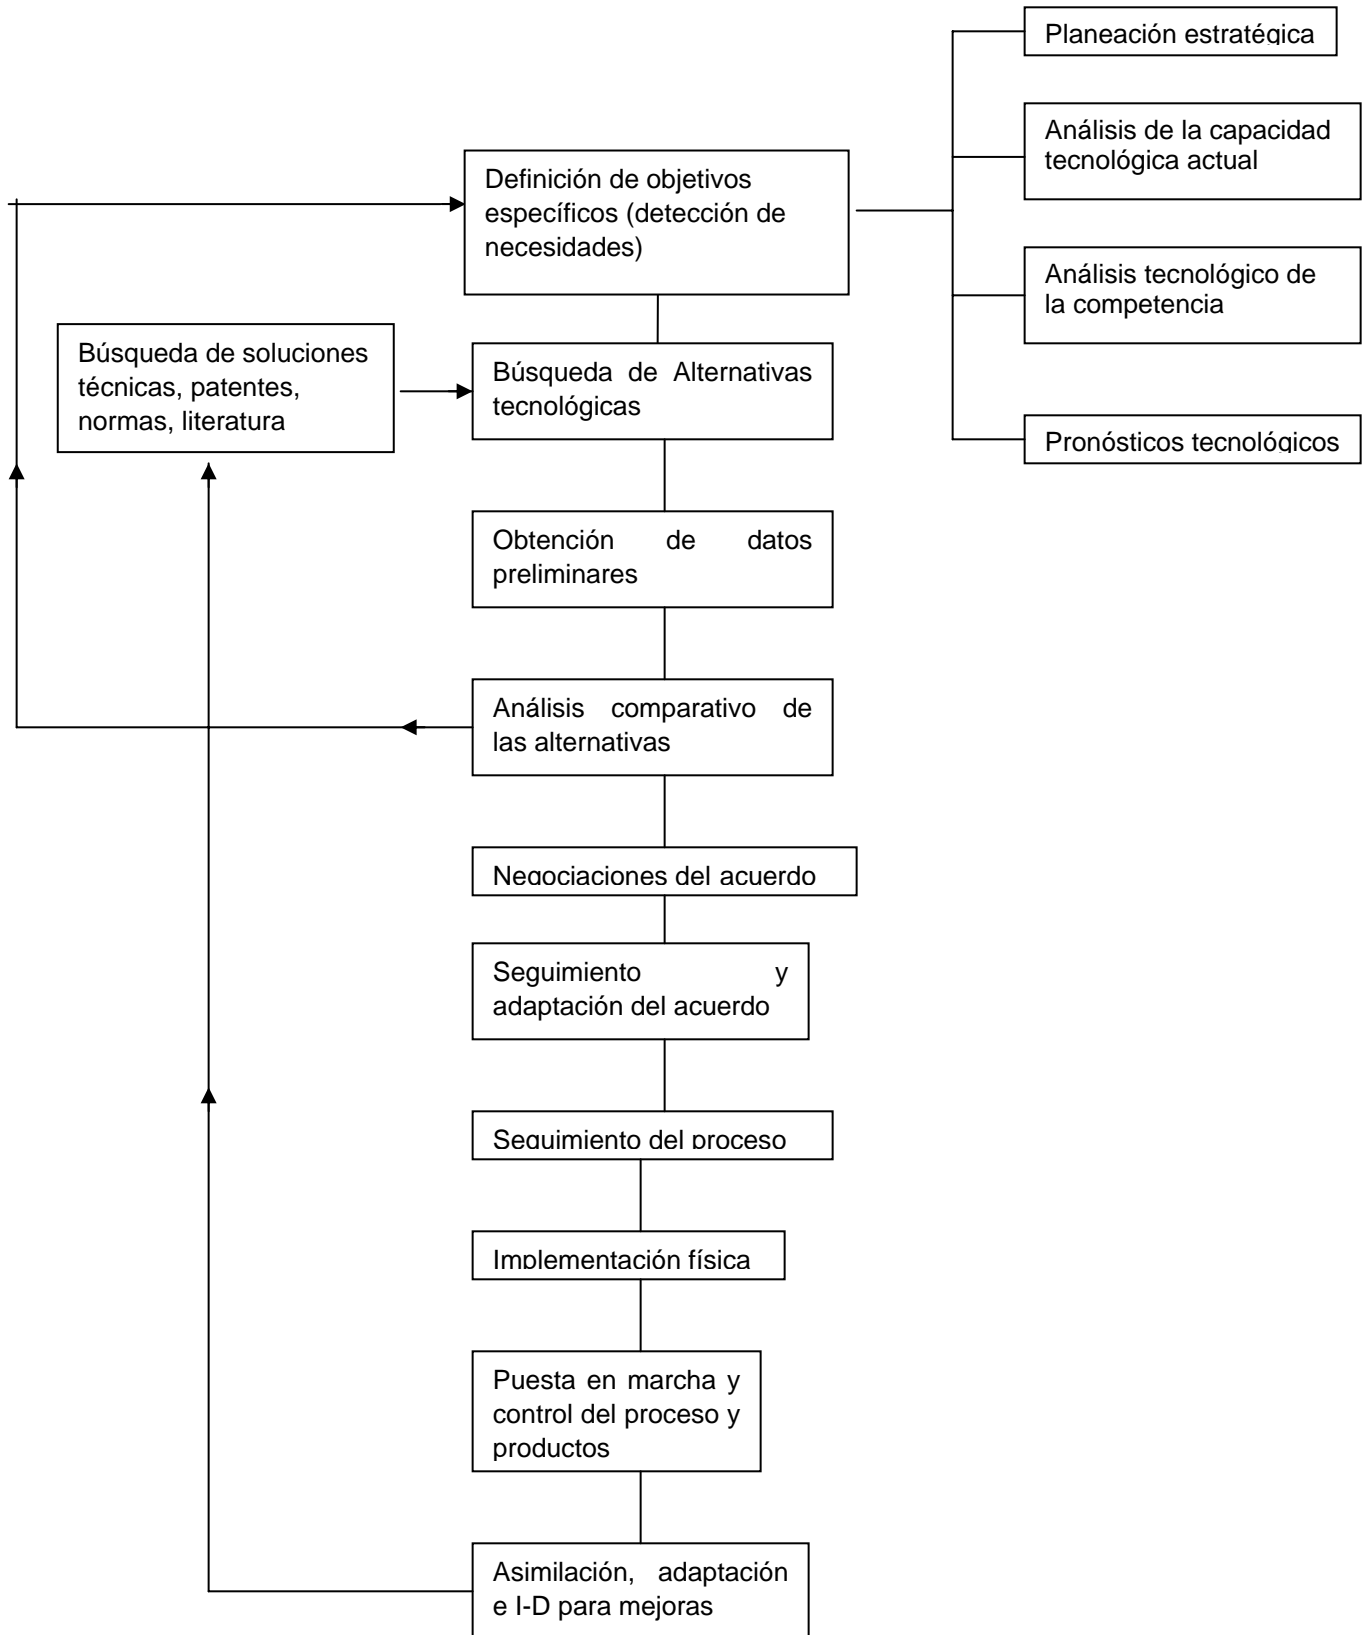 Planeación estratégica
Análisis de la capacidad
tecnológica actual
Definición de objetivos
específicos (detección de
necesidades)
Análisis tecnológico de
la competencia
Búsqueda de soluciones
técnicas, patentes,
normas, literatura
Búsqueda de Alternativas
tecnológicas
Pronósticos tecnológicos
Obtención de datos
preliminares
Análisis comparativo de
las alternativas
Negociaciones del acuerdo
Seguimiento y
adaptación del acuerdo
Seguimiento del proceso
Implementación física
Puesta en marcha y
control del proceso y
productos
Asimilación, adaptación
e I-D para mejoras